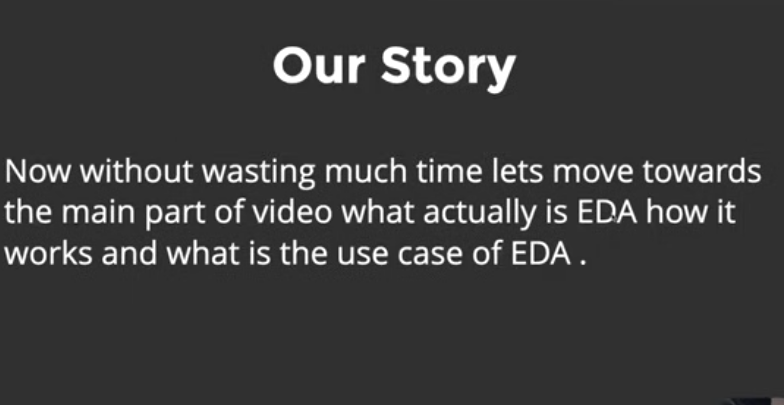 Our Story
Now without wasting much time lets move towards
the main part of video what actually is EDA how it
works and what is the use case of EDA .